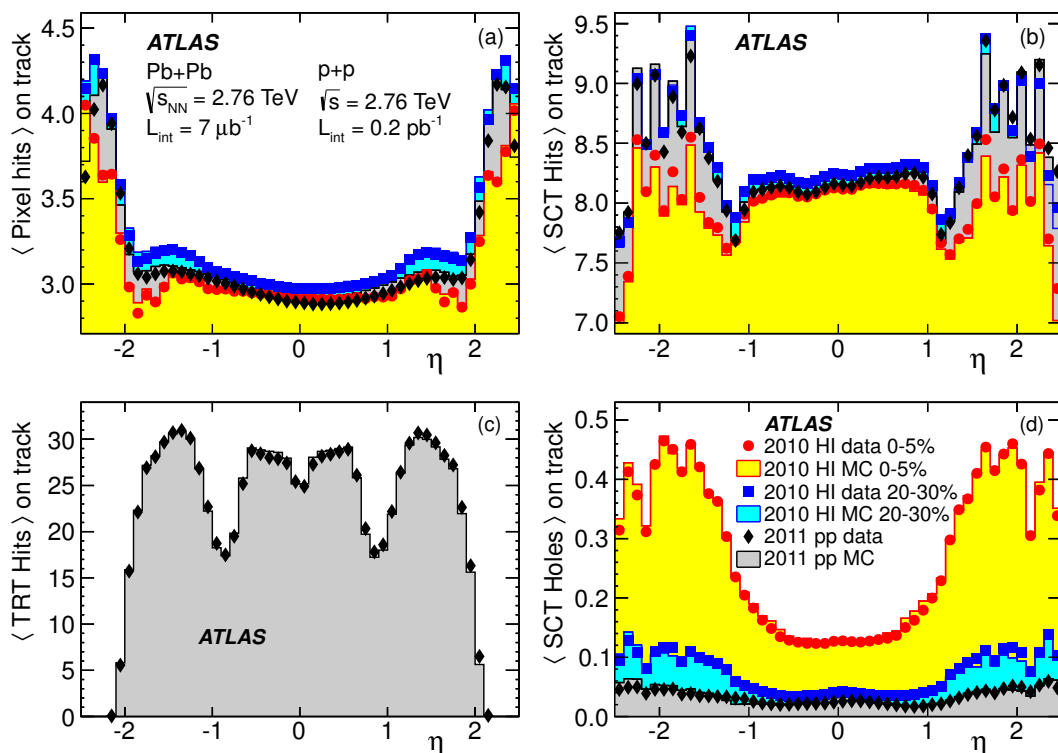 ⟨ Pixel hits ⟩ on track
4.5
4.0
3.5
3.0
ATLAS
(a)
Pb+Pb
√sNN = 2.76 TeV
Lint = 7 μb-1
p+p
√s = 2.76 TeV
Lint = 0.2 pb-1
-2 -1 0 1 2
η
⟨ SCT Hits ⟩ on track
9.5
9.0
8.5
8.0
7.5
7.0
ATLAS
(b)
-2 -1 0 1 2
η
⟨ TRT Hits ⟩ on track
30
25
20
15
10
5
0
(c)
ATLAS
-2 -1 0 1 2
η
⟨ SCT Holes ⟩ on track
0.5
0.4
0.3
0.2
0.1
0.0
ATLAS
(d)
2010 HI data 0-5%
2010 HI MC 0-5%
2010 HI data 20-30%
2010 HI MC 20-30%
2011 pp data
2011 pp MC
-2 -1 0 1 2
η